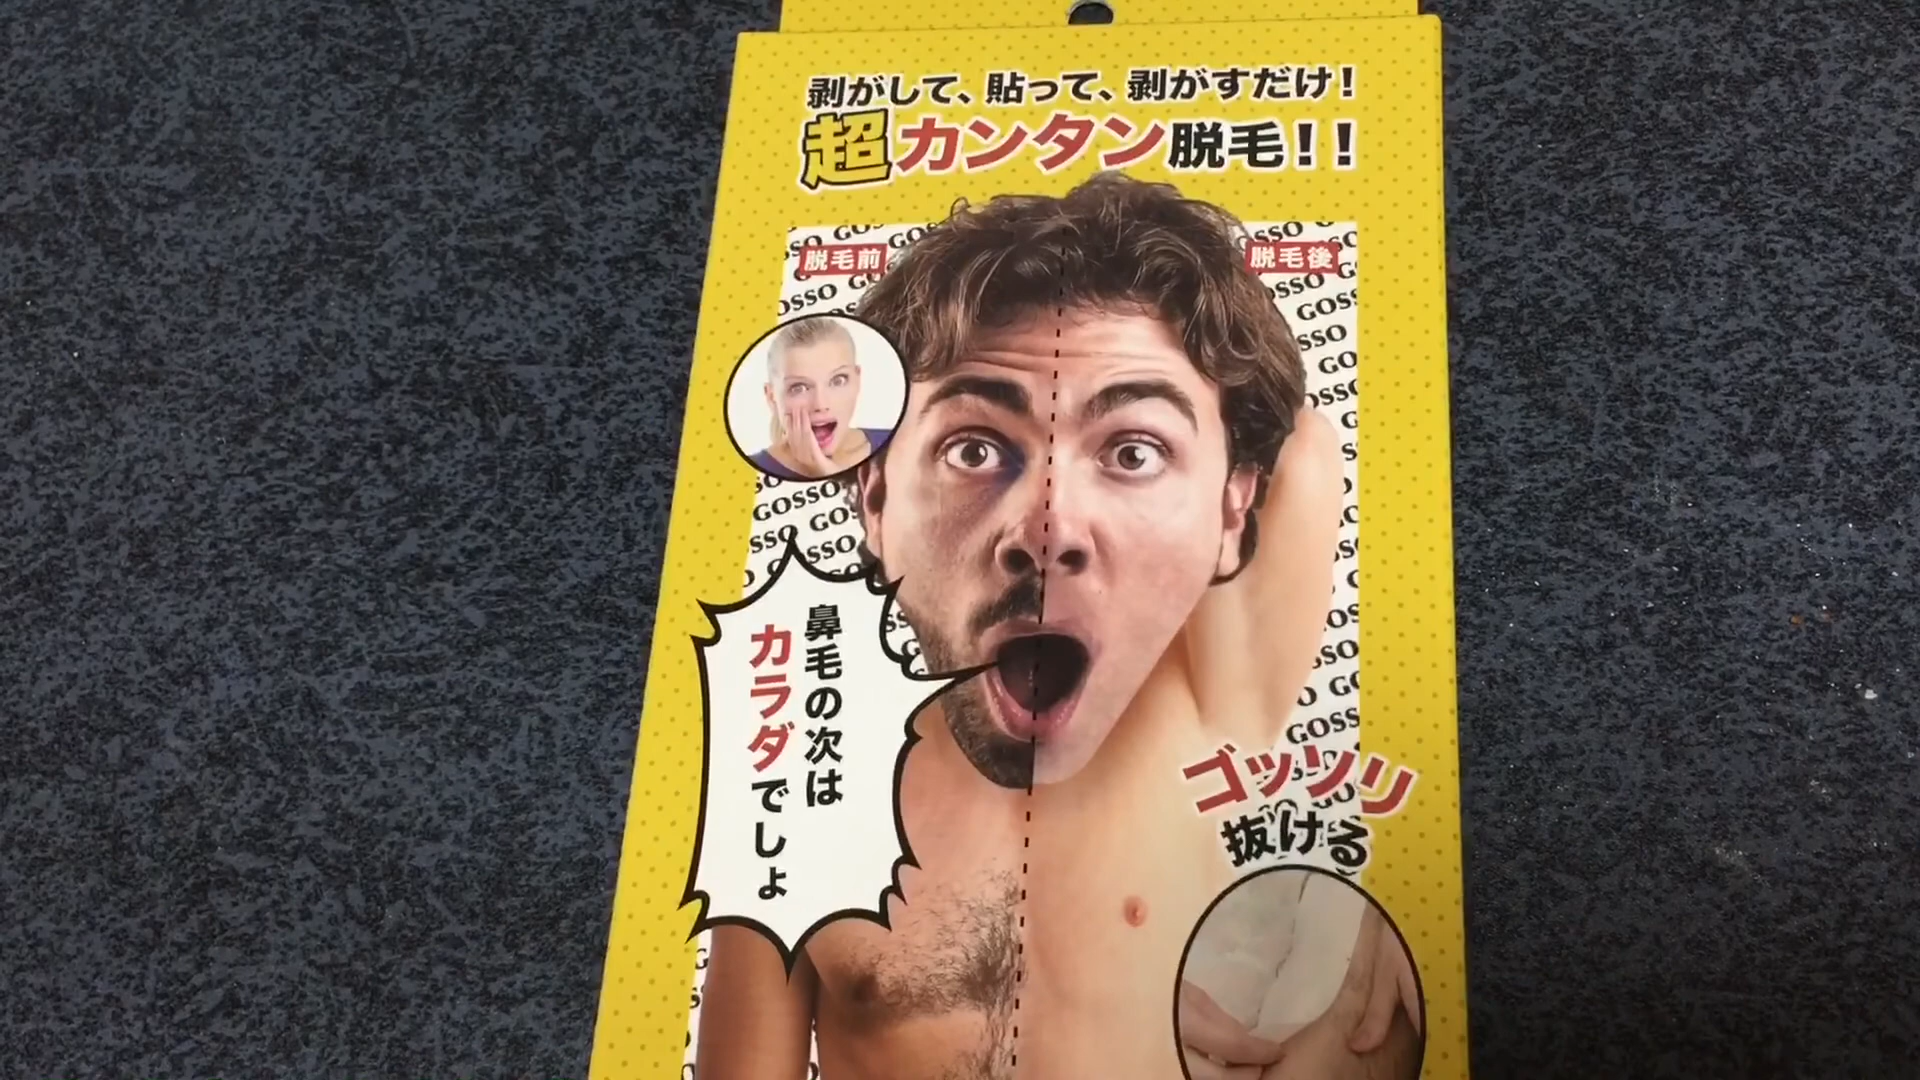 剥がして、貼って、剥がすだけ！
超カンタン脱毛！！
脱毛前
脱毛後
GOSSO
鼻毛の次は
カラダでしょ
ゴッソリ
抜ける